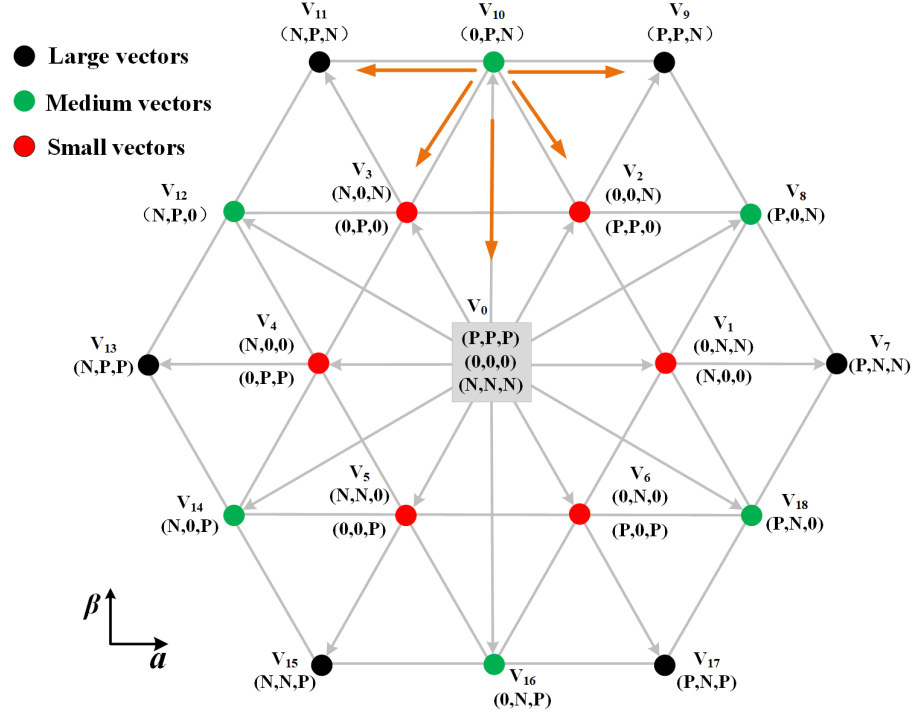 V11
(N,P,N)
V10
(0,P,N)
V9
(P,P,N)
Large vectors
Medium vectors
Small vectors
V12
(N,P,0)
V3
(N,0,N)
(0,P,0)
V2
(0,0,N)
(P,P,0)
V8
(P,0,N)
V0
(P,P,P)
(0,0,0)
(N,N,N)
V13
(N,P,P)
V4
(N,0,0)
(0,P,P)
V1
(0,N,N)
(N,0,0)
V7
(P,N,N)
V14
(N,0,P)
V5
(N,N,0)
(0,0,P)
V6
(0,N,0)
(P,0,P)
V18
(P,N,0)
β
a
V15
(N,N,P)
V16
(0,N,P)
V17
(P,N,P)